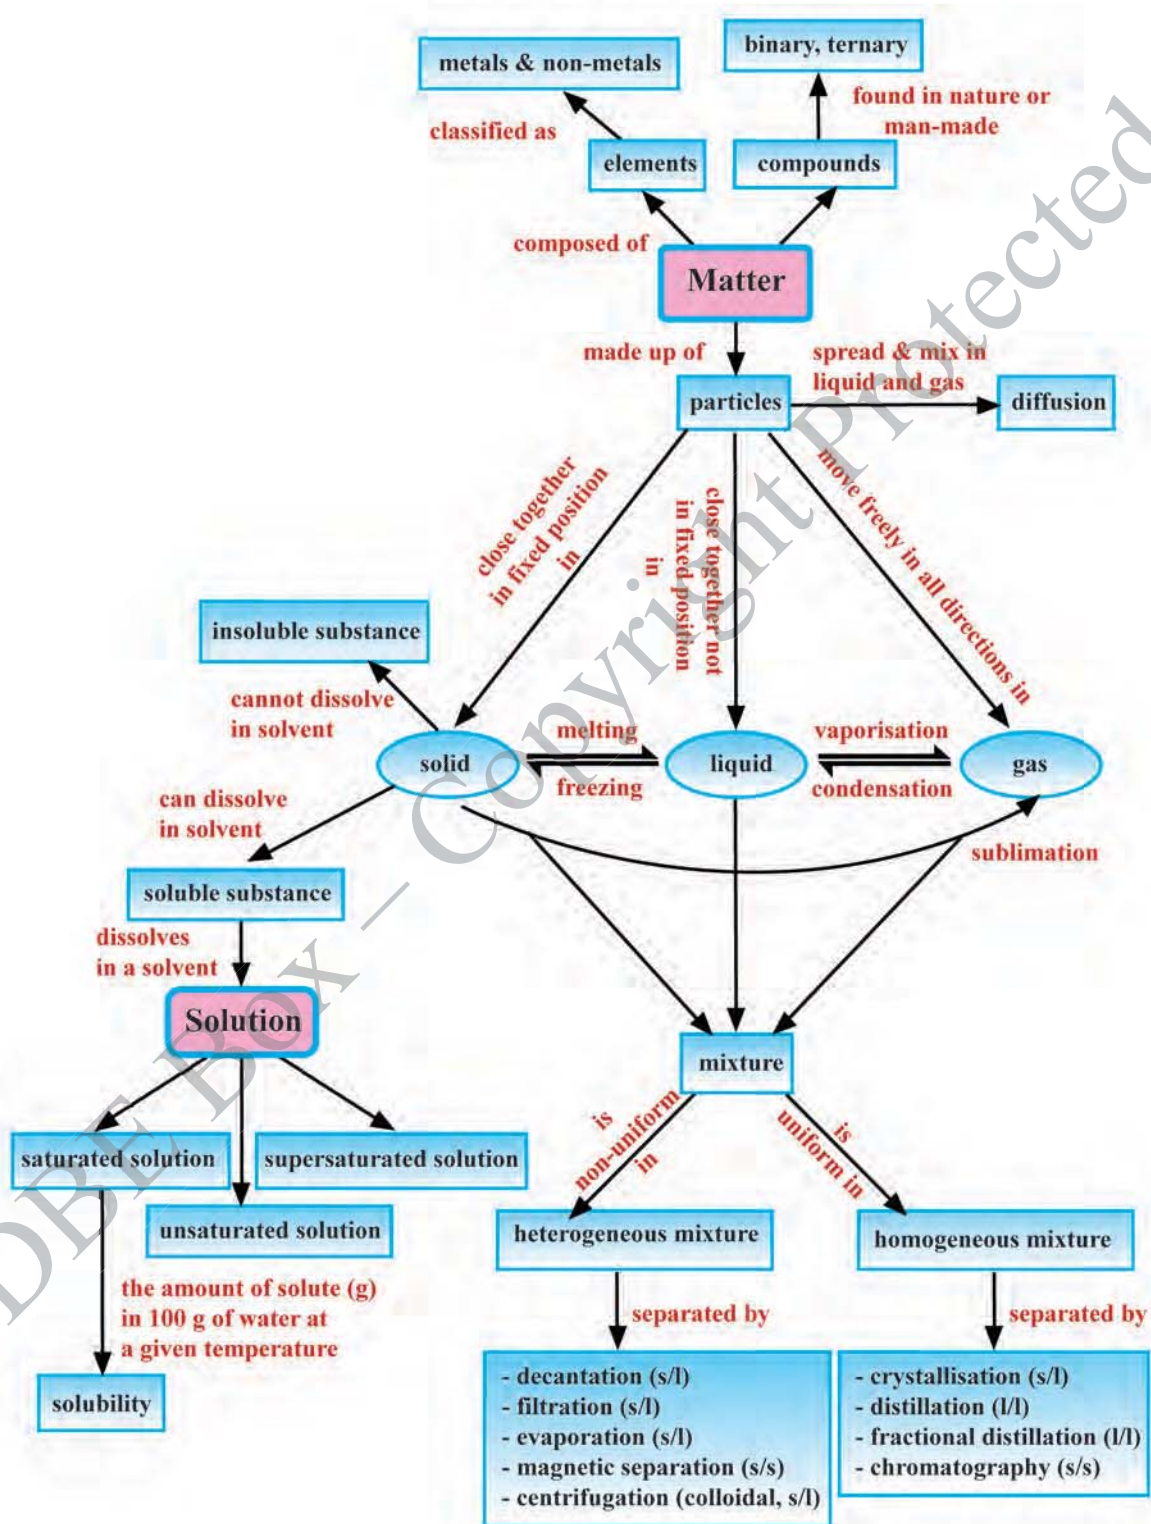 binary, ternary
metals & non-metals
found in nature or
man-made
classified as
elements
compounds
composed of
Matter
made up of
spread & mix in
liquid and gas
particles
diffusion
close together
in fixed position
in
close together not
in fixed position
in
move freely in all directions in
insoluble substance
cannot dissolve
in solvent
solid
melting
freezing
liquid
vaporisation
condensation
gas
can dissolve
in solvent
sublimation
soluble substance
dissolves
in a solvent
Solution
mixture
is
non-uniform
in
is
uniform in
saturated solution
supersaturated solution
unsaturated solution
heterogeneous mixture
homogeneous mixture
the amount of solute (g)
in 100 g of water at
a given temperature
separated by
separated by
solubility
- decantation (s/l)
- filtration (s/l)
- evaporation (s/l)
- magnetic separation (s/s)
- centrifugation (colloidal, s/l)
- crystallisation (s/l)
- distillation (l/l)
- fractional distillation (l/l)
- chromatography (s/s)
DBE Box – Copyright Protected